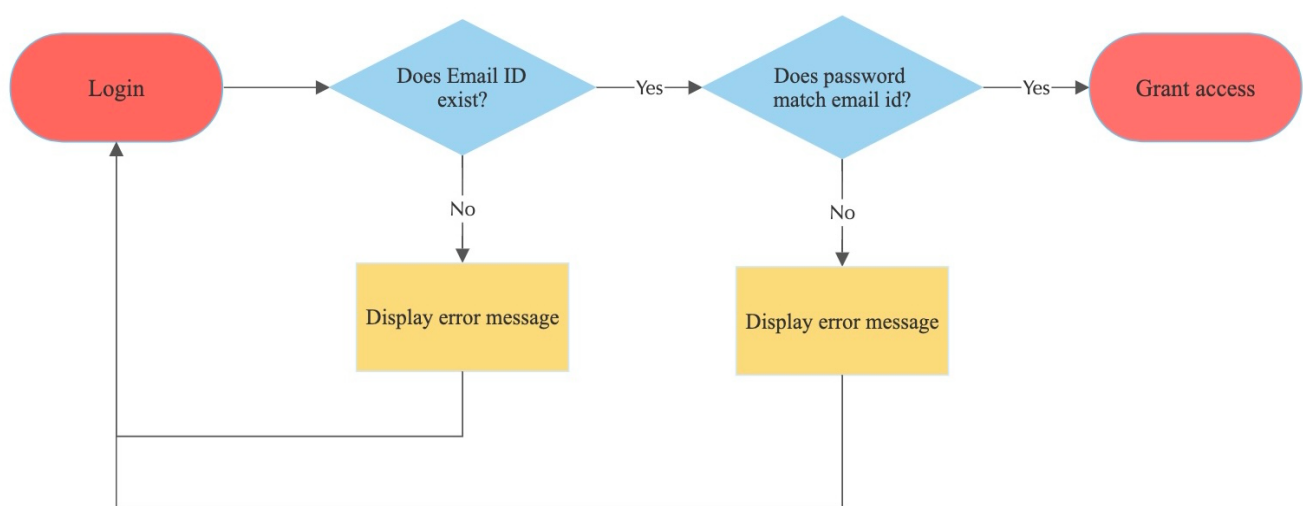 Login
Does Email ID
exist?
Yes
Does password
match email id?
Yes
Grant access
No
No
Display error message
Display error message